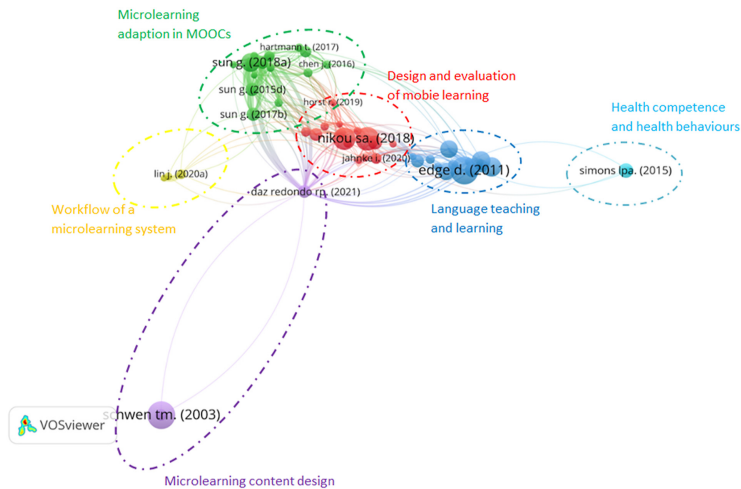 Microlearning
adaption in MOOCs
hartmann t. (2017)
sun g. (2018a)
chen j. (2016)
Design and evaluation
of mobie learning
sun g. (2015d)
horst r. (2019)
sun g. (2017b)
Health competence
and health behaviours
nikou sa. (2018)
jahnke i. (2020)
edge d. (2011)
simons lpa. (2015)
lin j. (2020a)
daz redondo rp. (2021)
Workflow of a
microlearning system
Language teaching
and learning
schwen tm. (2003)
VOSviewer
Microlearning content design